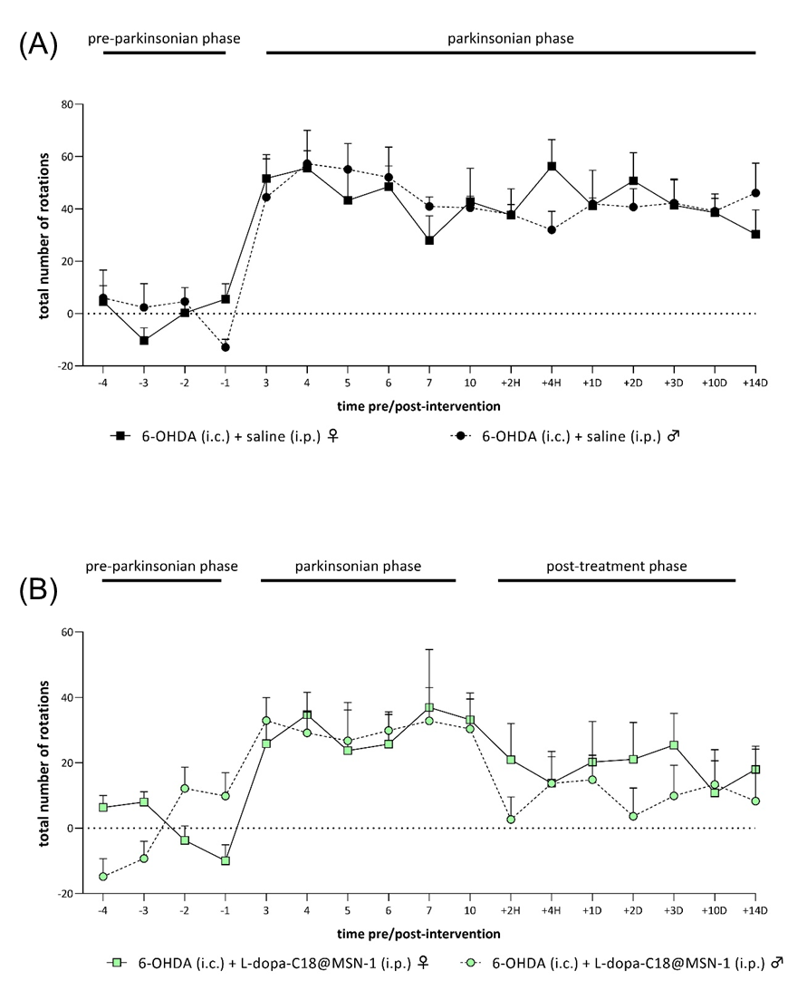 (A)
pre-parkinsonian phase parkinsonian phase
total number of rotations
80
60
40
20
0
-20
-4 -3 -2 -1 3 4 5 6 7 10 +2H +4H +1D +2D +3D +10D +14D
time pre/post-intervention
6-OHDA (i.c.) + saline (i.p.) ♀ 6-OHDA (i.c.) + saline (i.p.) ♂
(B)
pre-parkinsonian phase parkinsonian phase post-treatment phase
total number of rotations
60
40
20
0
-20
-4 -3 -2 -1 3 4 5 6 7 10 +2H +4H +1D +2D +3D +10D +14D
time pre/post-intervention
6-OHDA (i.c.) + L-dopa-C18@MSN-1 (i.p.) ♀ 6-OHDA (i.c.) + L-dopa-C18@MSN-1 (i.p.) ♂